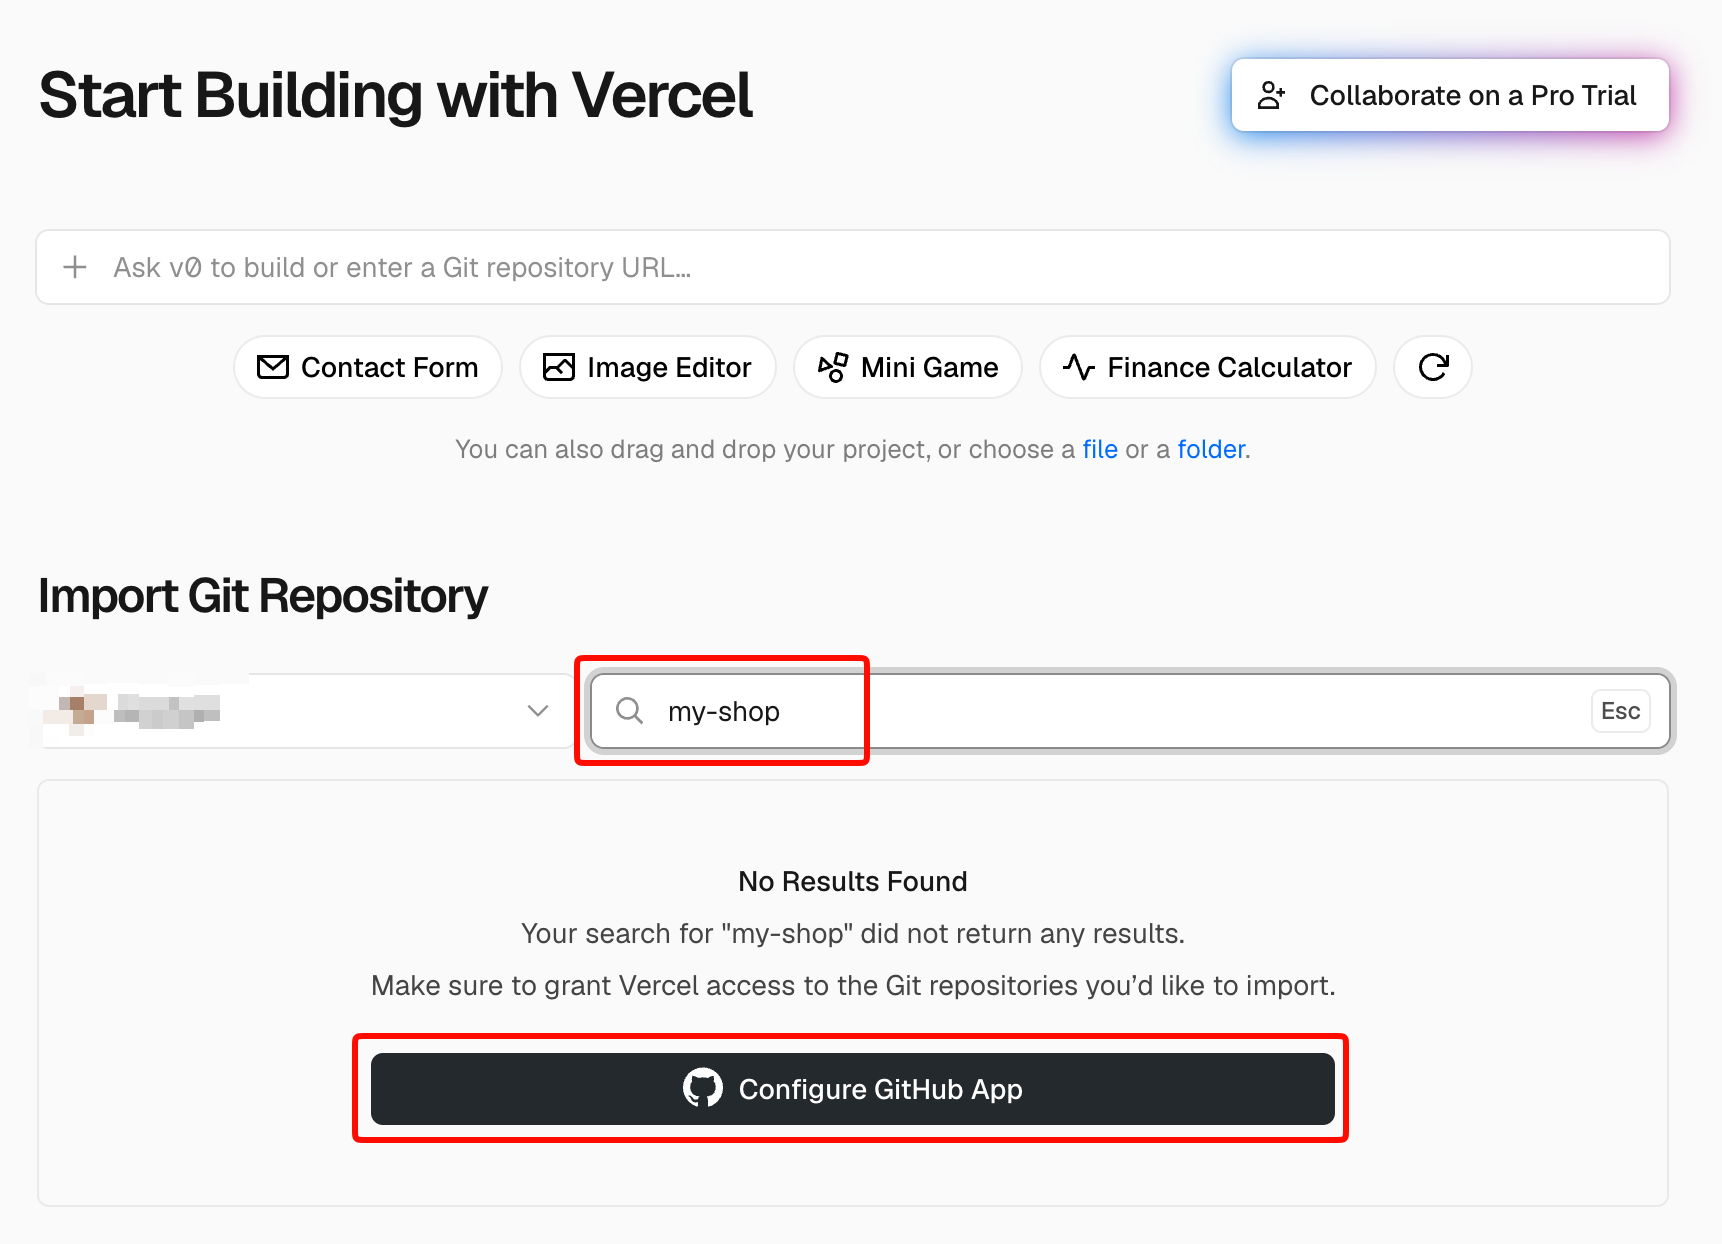 Start Building with Vercel
Collaborate on a Pro Trial
Ask v0 to build or enter a Git repository URL...
Contact Form
Image Editor
Mini Game
Finance Calculator
You can also drag and drop your project, or choose a file or a folder.
Import Git Repository
my-shop
Esc
No Results Found
Your search for "my-shop" did not return any results.
Make sure to grant Vercel access to the Git repositories you’d like to import.
Configure GitHub App